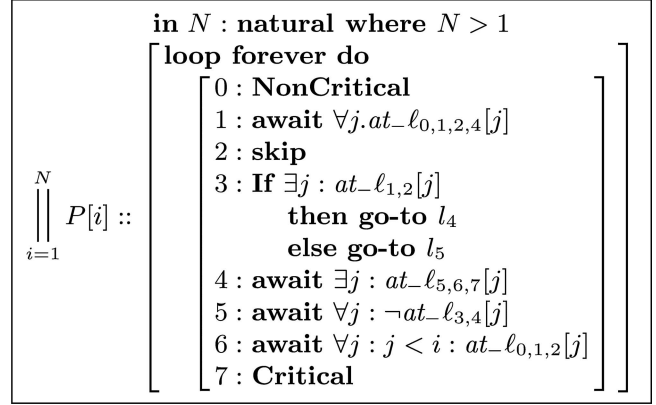 in N : natural where N > 1
loop forever do
0 : NonCritical
1 : await ∀j.at_ℓ₀,₁,₂,₄[j]
2 : skip
3 : If ∃j : at_ℓ₁,₂[j]
then go-to l₄
else go-to l₅
4 : await ∃j : at_ℓ₅,₆,₇[j]
5 : await ∀j : ¬at_ℓ₃,₄[j]
6 : await ∀j : j < i : at_ℓ₀,₁,₂[j]
7 : Critical
N
|| P[i] ::
i=1